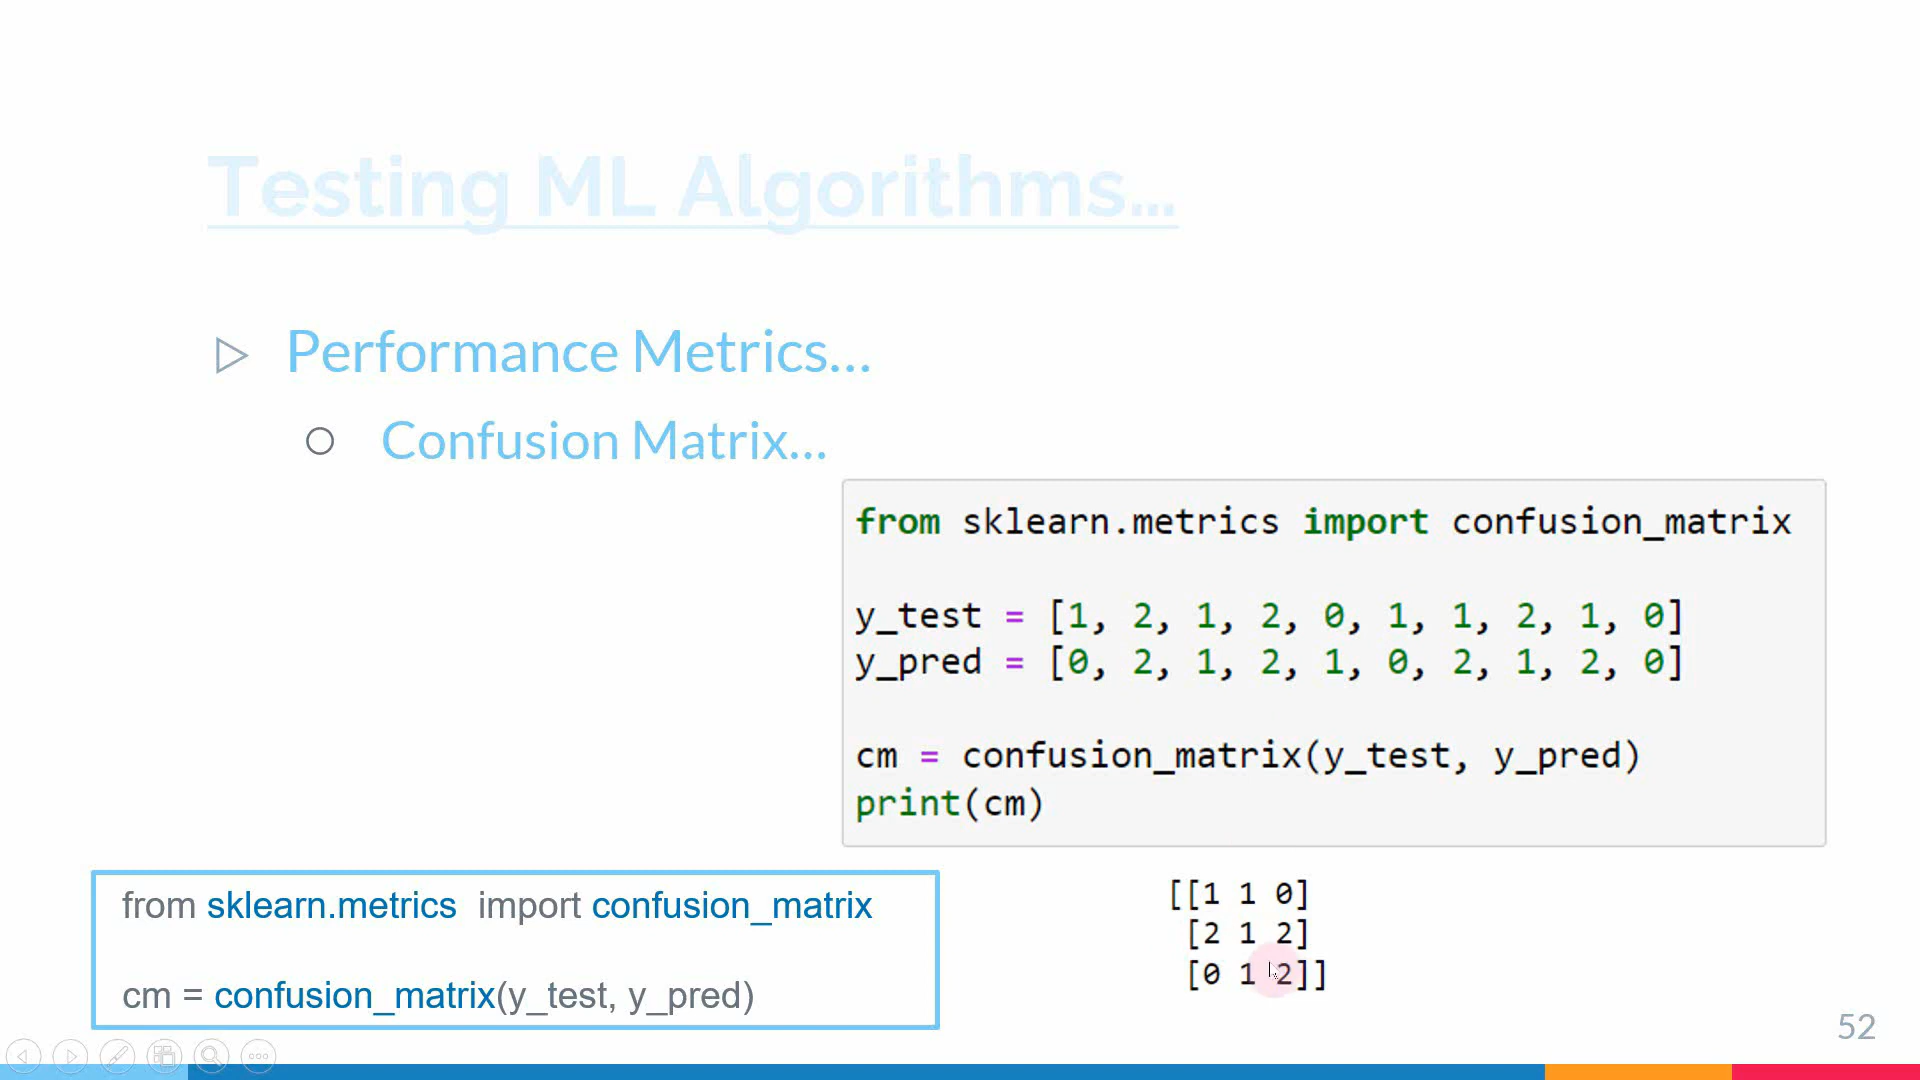 Testing ML Algorithms...
Performance Metrics...
Confusion Matrix...
from sklearn.metrics import confusion_matrix
y_test = [1, 2, 1, 2, 0, 1, 1, 2, 1, 0]
y_pred = [0, 2, 1, 2, 1, 0, 2, 1, 2, 0]
cm = confusion_matrix(y_test, y_pred)
print(cm)
from sklearn.metrics import confusion_matrix
cm = confusion_matrix(y_test, y_pred)
[[1 1 0]
[2 1 2]
[0 1 2]]
52